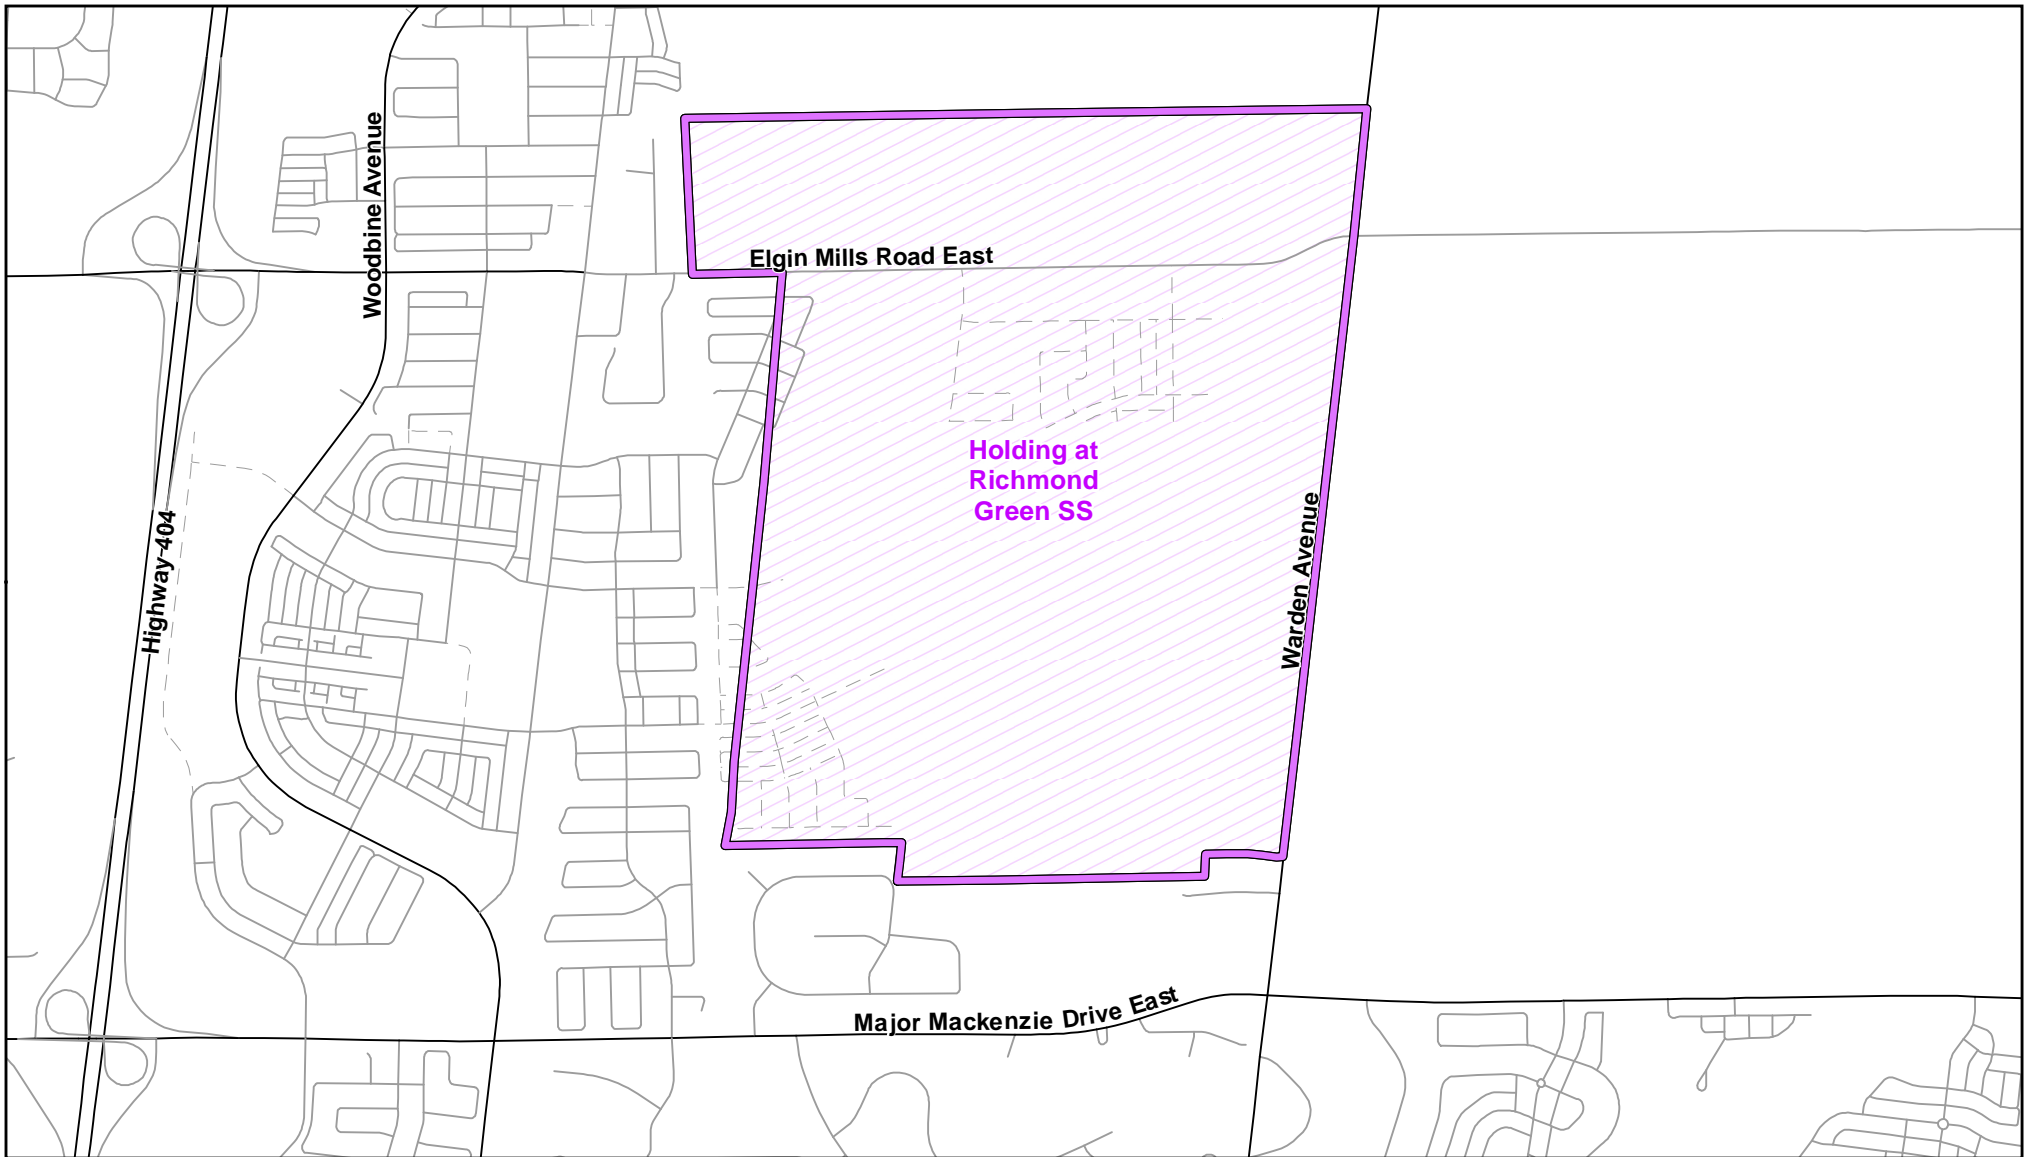 Woodbine Avenue
Elgin Mills Road East
Holding at
Richmond
Green SS
Highway 404
Warden Avenue
Major Mackenzie Drive East